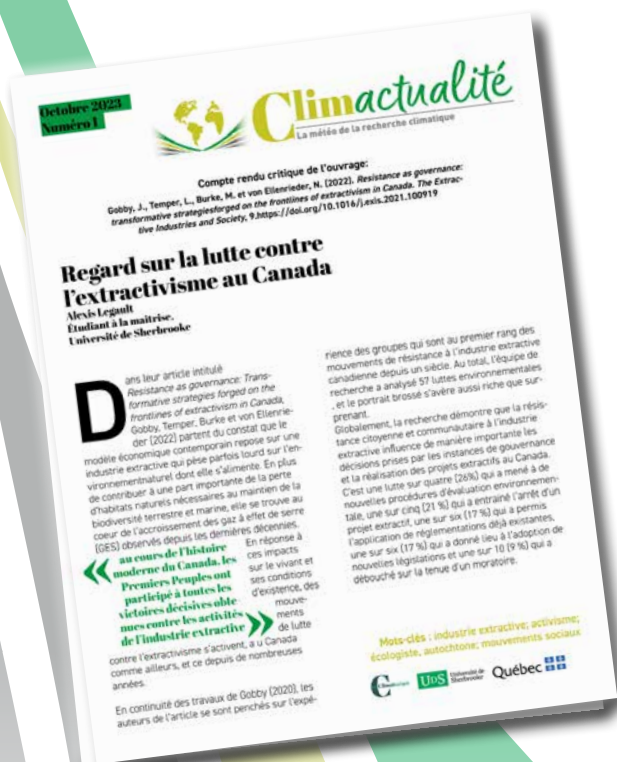 Octobre 2023
Numéro 1
Climactualité
La météo de la recherche climatique
Compte rendu critique de l'ouvrage:
Gobby, J., Temper, L., Burke, M. et von Ellenrieder, N. (2022). Resistance as governance:
transformative strategiesforged on the frontlines of extractivism in Canada. The Extrac-
tive Industries and Society, 9.https://doi.org/10.1016/j.exis.2021.100919
Regard sur la lutte contre
l'extractivisme au Canada
Alexis Legault
Étudiant à la maîtrise,
Université de Sherbrooke
Dans leur article intitulé
Resistance as governance: Trans-
formative strategies forged on the
frontlines of extractivism in Canada,
Gobby, Temper, Burke et von Ellenrie-
der (2022) partent du constat que le
modèle économique contemporain repose sur une
industrie extractive qui pèse parfois lourd sur l'en-
vironnementnaturel dont elle s'alimente. En plus
de contribuer à une part importante de la perte
d'habitats naturels nécessaires au maintien de la
biodiversité terrestre et marine, elle se trouve au
coeur de l'accroissement des gaz à effet de serre
(GES) observés depuis les dernières décennies.
En réponse à
ces impacts
sur le vivant et
ses conditions
d'existence, des
mouve-
ments
de lutte
« au cours de l'histoire
moderne du Canada, les
Premiers Peuples ont
participé à toutes les
victoires décisives obte
nues contre les activités
de l'industrie extractive »
contre l'extractivisme s'activent, a u Canada
comme ailleurs, et ce depuis de nombreuses
années.
En continuité des travaux de Gobby (2020), les
auteurs de l'article se sont penchés sur l'expé-
rience des groupes qui sont au premier rang des
mouvements de résistance à l'industrie extractive
canadienne depuis un siècle. Au total, l'équipe de
recherche a analysé 57 luttes environnementales
, et le portrait brossé s'avère aussi riche que sur-
prenant.
Globalement, la recherche démontre que la résis-
tance citoyenne et communautaire à l'industrie
extractive influence de manière importante les
décisions prises par les instances de gouvernance
et la réalisation des projets extractifs au Canada.
C'est une lutte sur quatre (26%) qui a mené à de
nouvelles procédures d'évaluation environnemen-
tale, une sur cinq (21 %) qui a entraîné l'arrêt d'un
projet extractif, une sur six (17 %) qui a permis
l'application de réglementations déjà existantes,
une sur six (17 %) qui a donné lieu à l'adoption de
nouvelles législations et une sur 10 (9 %) qui a
débouché sur la tenue d'un moratoire.
Mots-clés : industrie extractive; activisme;
écologiste, autochtone; mouvements sociaux
Climactualité
UDS
Université de
Sherbrooke
Québec